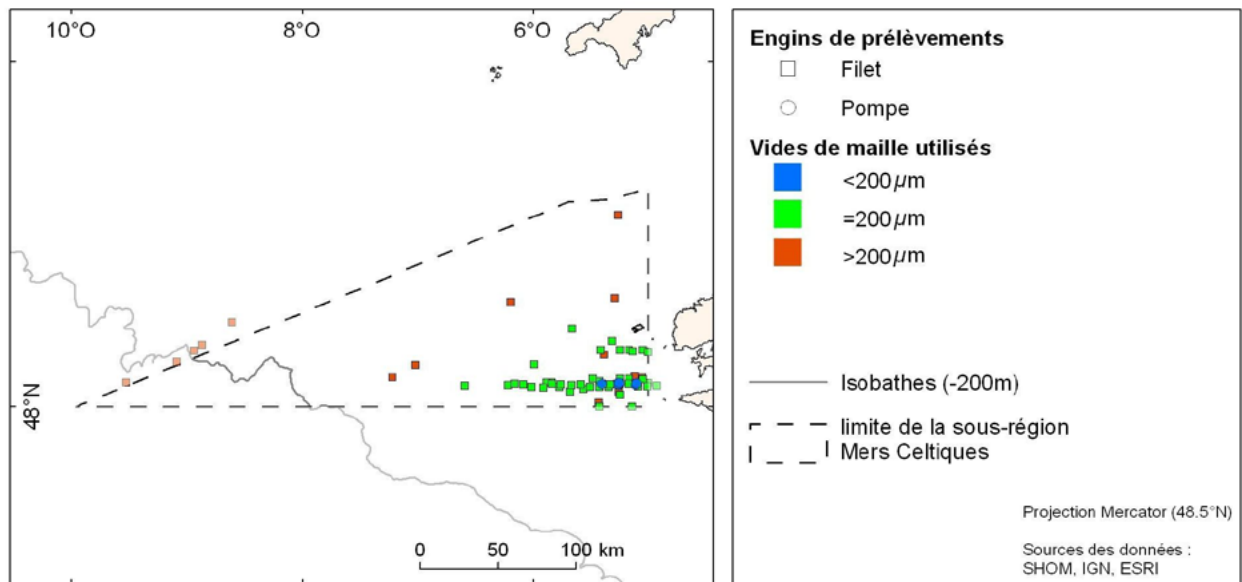 10°O
8°O
6°O
48°N
0 50 100 km
Engins de prélèvements
Filet
Pompe
Vides de maille utilisés
<200µm
=200µm
>200µm
Isobathes (-200m)
limite de la sous-région
Mers Celtiques
Projection Mercator (48.5°N)
Sources des données :
SHOM, IGN, ESRI